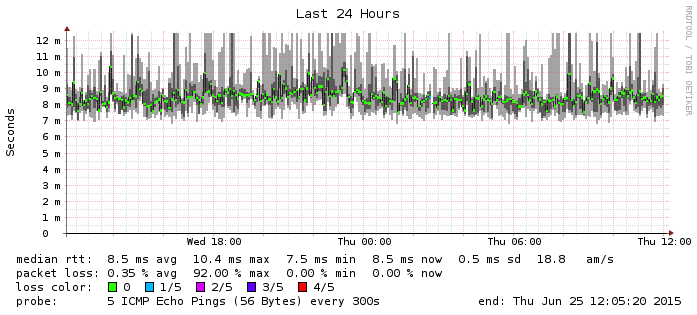 Last 24 Hours
RRDTOOL / TOBI OETIKER
Seconds
12 m
11 m
10 m
9 m
8 m
7 m
6 m
5 m
4 m
3 m
2 m
1 m
0
Wed 18:00 Thu 00:00 Thu 06:00 Thu 12:00
median rtt: 8.5 ms avg 10.4 ms max 7.5 ms min 8.5 ms now 0.5 ms sd 18.8 am/s
packet loss: 0.35 % avg 92.00 % max 0.00 % min 0.00 % now
loss color: 0 1/5 2/5 3/5 4/5
probe: 5 ICMP Echo Pings (56 Bytes) every 300s end: Thu Jun 25 12:05:20 2015